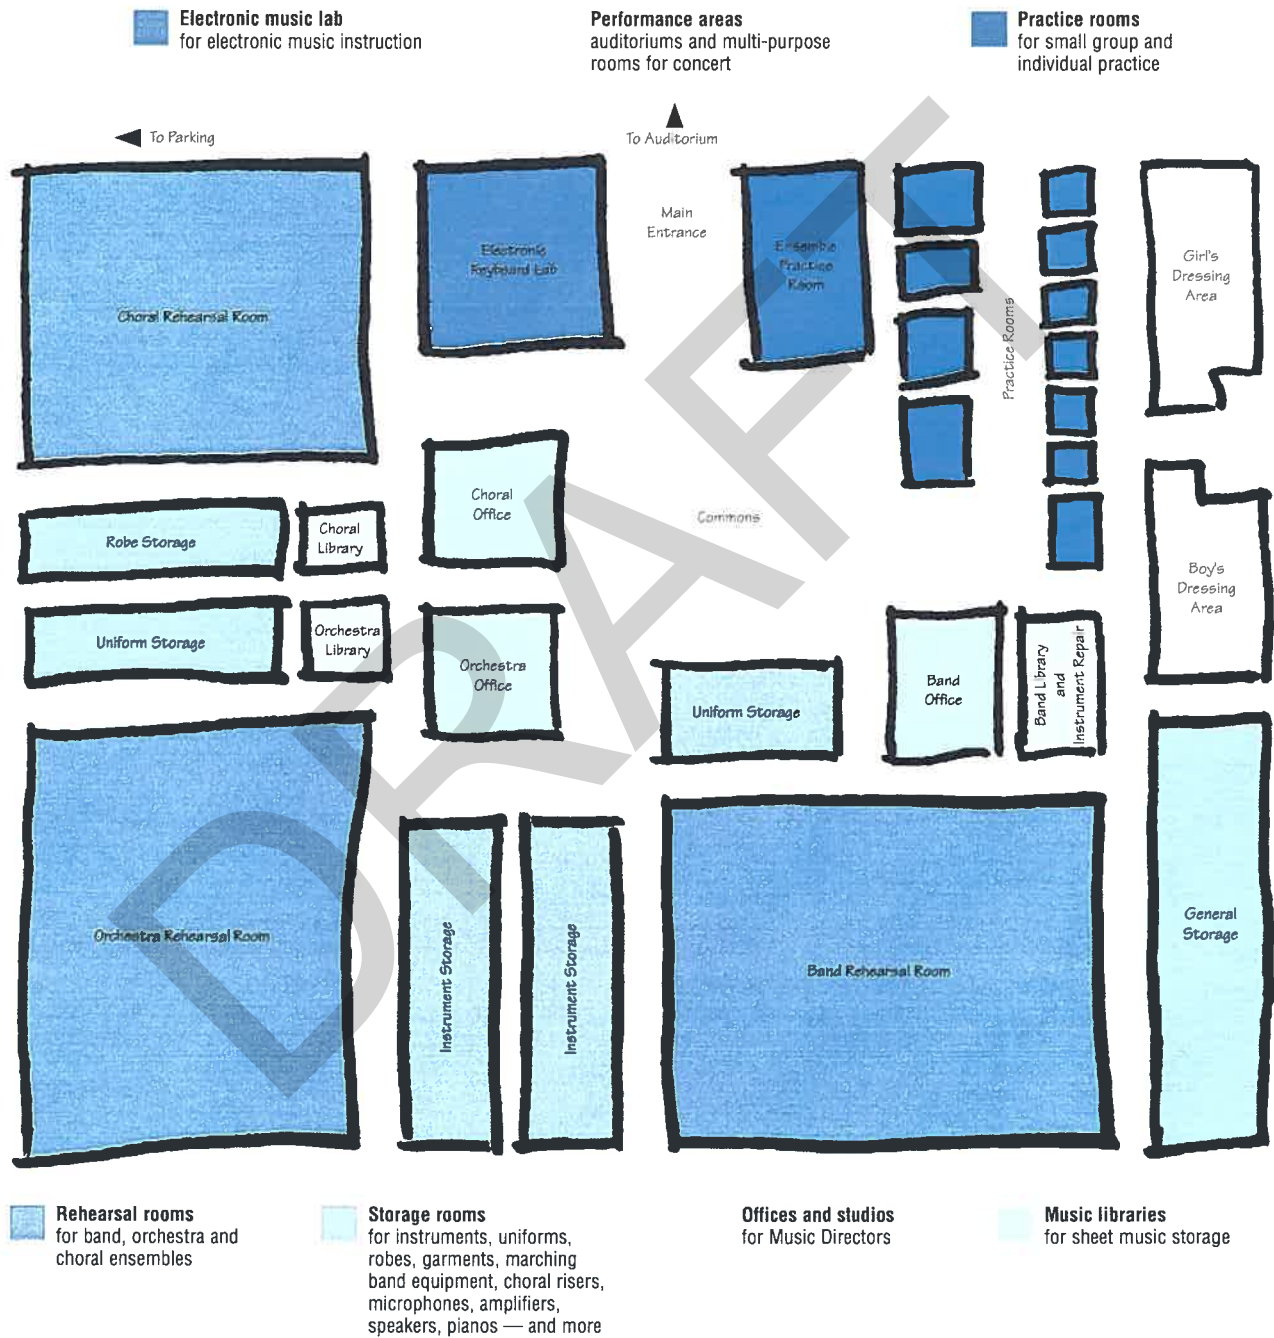 Electronic music lab
for electronic music instruction
Performance areas
auditoriums and multi-purpose
rooms for concert
Practice rooms
for small group and
individual practice
To Parking
To Auditorium
Main
Entrance
Choral Rehearsal Room
Electronic
Keyboard Lab
Ensemble
Practice
Room
Practice Rooms
Girl's
Dressing
Area
Choral
Office
Commons
Robe Storage
Choral
Library
Boy's
Dressing
Area
Uniform Storage
Orchestra
Library
Orchestra
Office
Uniform Storage
Band
Office
Band Library
and
Instrument Repair
Orchestra Rehearsal Room
Instrument Storage
Instrument Storage
Band Rehearsal Room
General
Storage
DRAFT
Rehearsal rooms
for band, orchestra and
choral ensembles
Storage rooms
for instruments, uniforms,
robes, garments, marching
band equipment, choral risers,
microphones, amplifiers,
speakers, pianos — and more
Offices and studios
for Music Directors
Music libraries
for sheet music storage